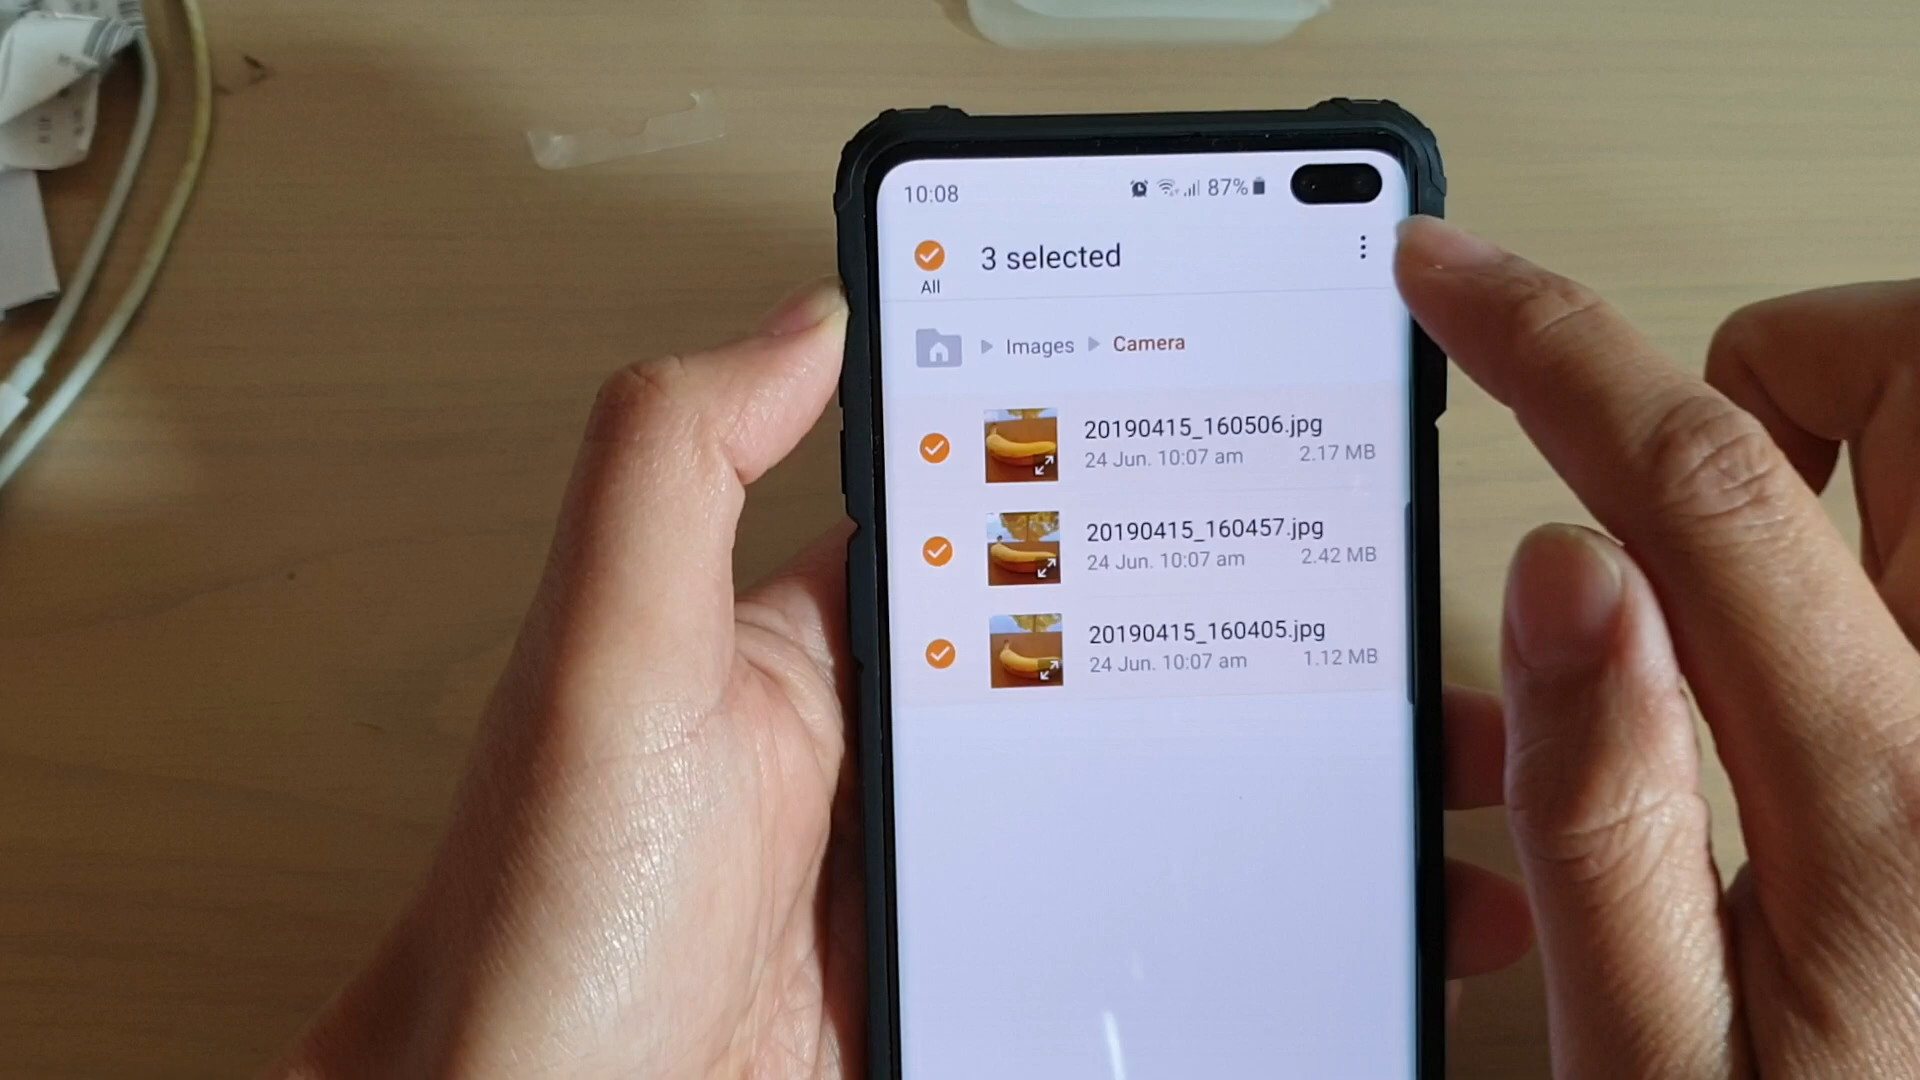 10:08 87%
3 selected
All
Images Camera
20190415_160506.jpg
24 Jun. 10:07 am 2.17 MB
20190415_160457.jpg
24 Jun. 10:07 am 2.42 MB
20190415_160405.jpg
24 Jun. 10:07 am 1.12 MB